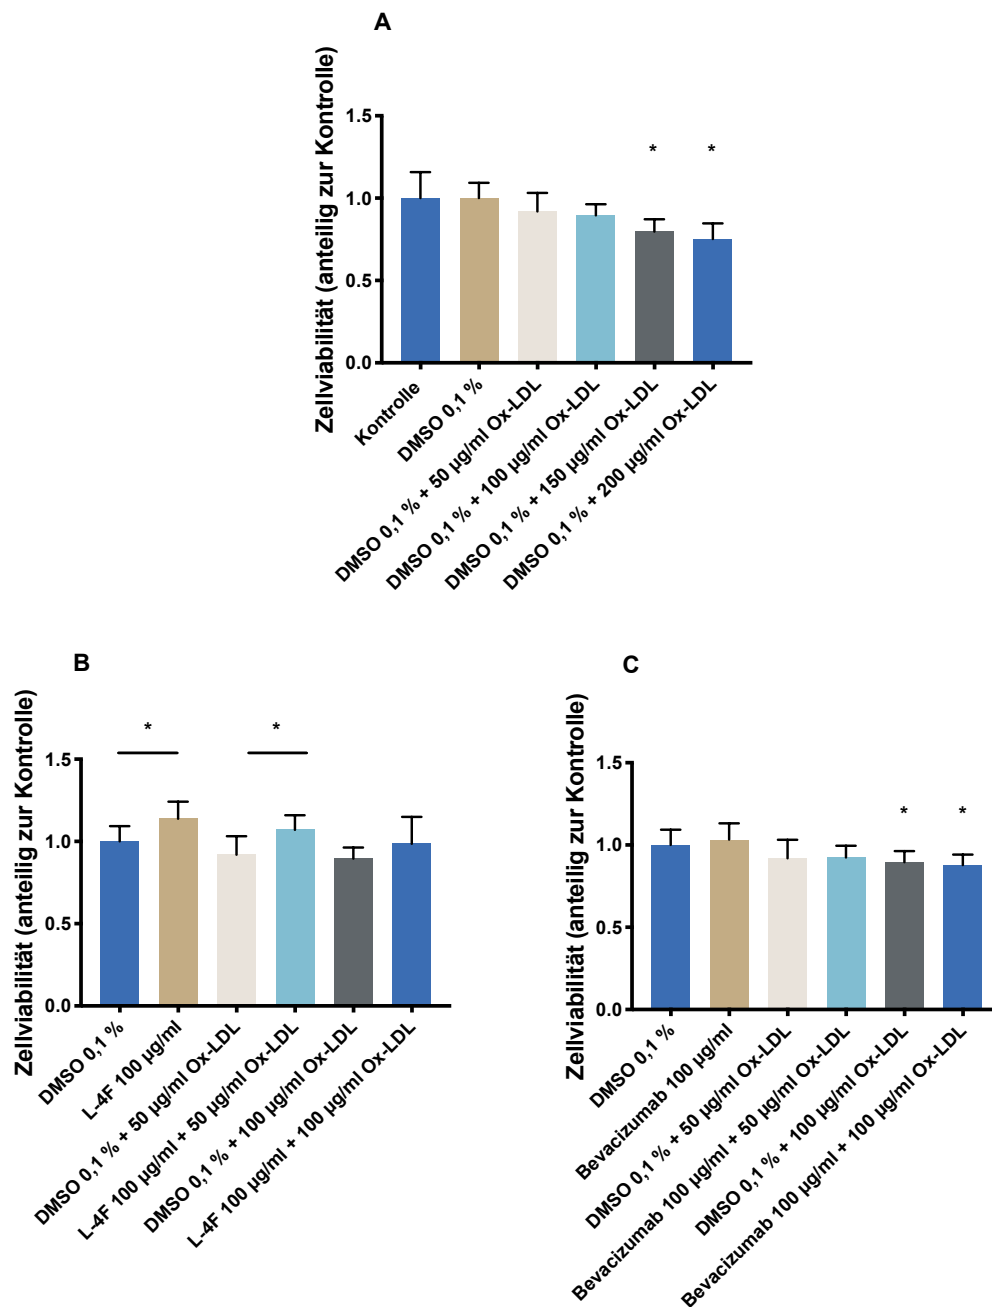 A
Zellviabilität (anteilig zur Kontrolle)
1.5
1.0
0.5
0.0
* *
Kontrolle
DMSO 0,1 %
DMSO 0,1 % + 50 µg/ml Ox-LDL
DMSO 0,1 % + 100 µg/ml Ox-LDL
DMSO 0,1 % + 150 µg/ml Ox-LDL
DMSO 0,1 % + 200 µg/ml Ox-LDL
B
Zellviabilität (anteilig zur Kontrolle)
1.5
1.0
0.5
0.0
* *
DMSO 0,1 %
L-4F 100 µg/ml
DMSO 0,1 % + 50 µg/ml Ox-LDL
L-4F 100 µg/ml + 50 µg/ml Ox-LDL
DMSO 0,1 % + 100 µg/ml Ox-LDL
L-4F 100 µg/ml + 100 µg/ml Ox-LDL
C
Zellviabilität (anteilig zur Kontrolle)
1.5
1.0
0.5
0.0
* *
DMSO 0,1 %
Bevacizumab 100 µg/ml
DMSO 0,1 % + 50 µg/ml Ox-LDL
Bevacizumab 100 µg/ml + 50 µg/ml Ox-LDL
DMSO 0,1 % + 100 µg/ml Ox-LDL
Bevacizumab 100 µg/ml + 100 µg/ml Ox-LDL